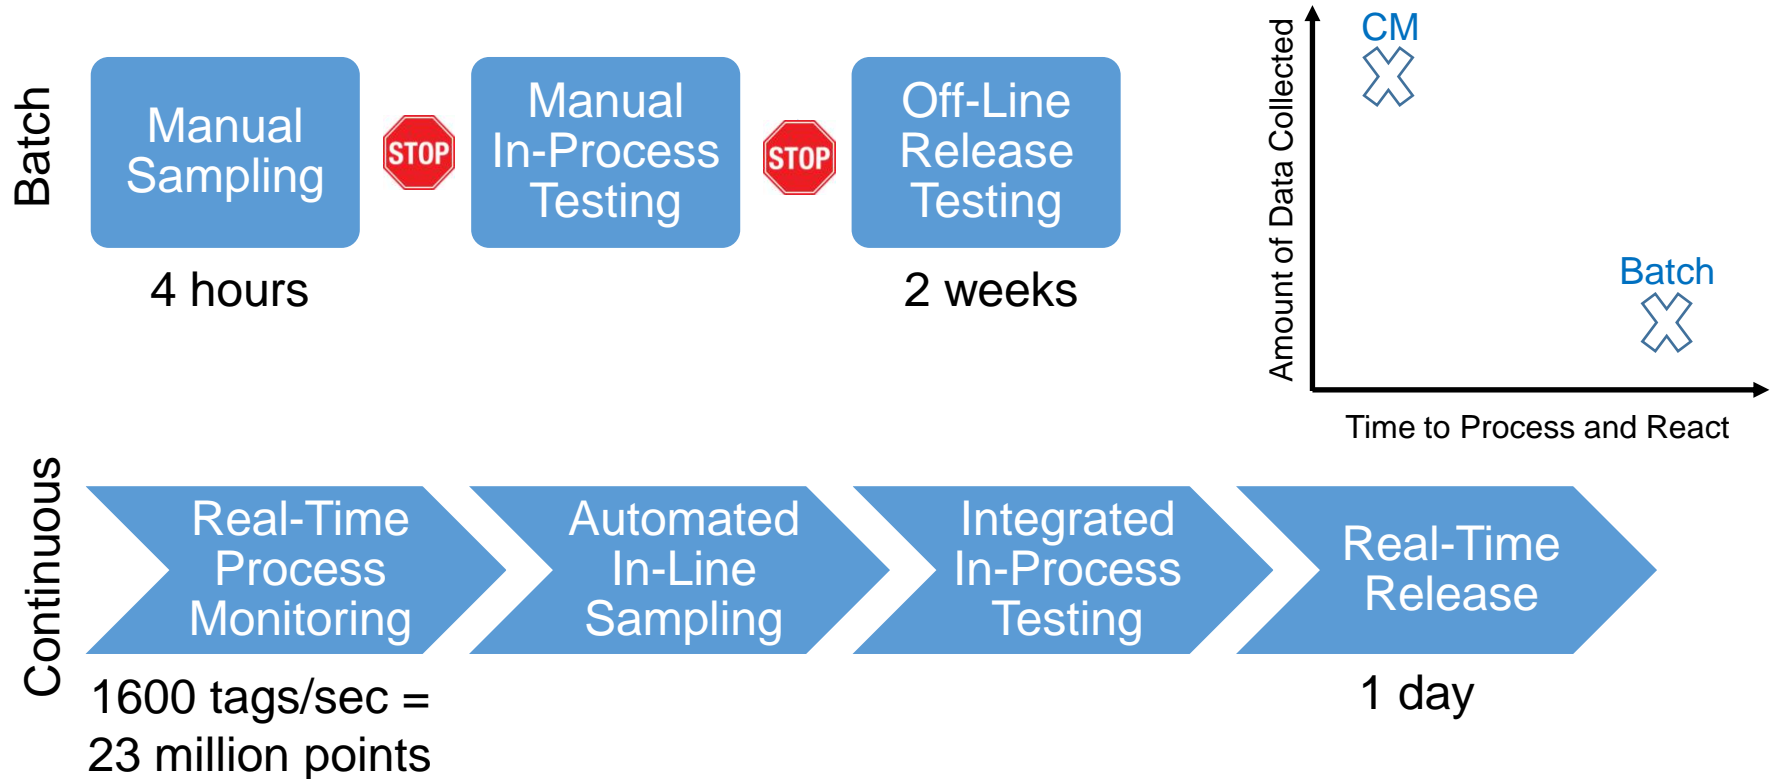 Batch
Manual
Sampling
STOP
Manual
In-Process
Testing
STOP
Off-Line
Release
Testing
4 hours
2 weeks
Amount of Data Collected
CM
Batch
Time to Process and React
Continuous
Real-Time
Process
Monitoring
Automated
In-Line
Sampling
Integrated
In-Process
Testing
Real-Time
Release
1600 tags/sec =
23 million points
1 day